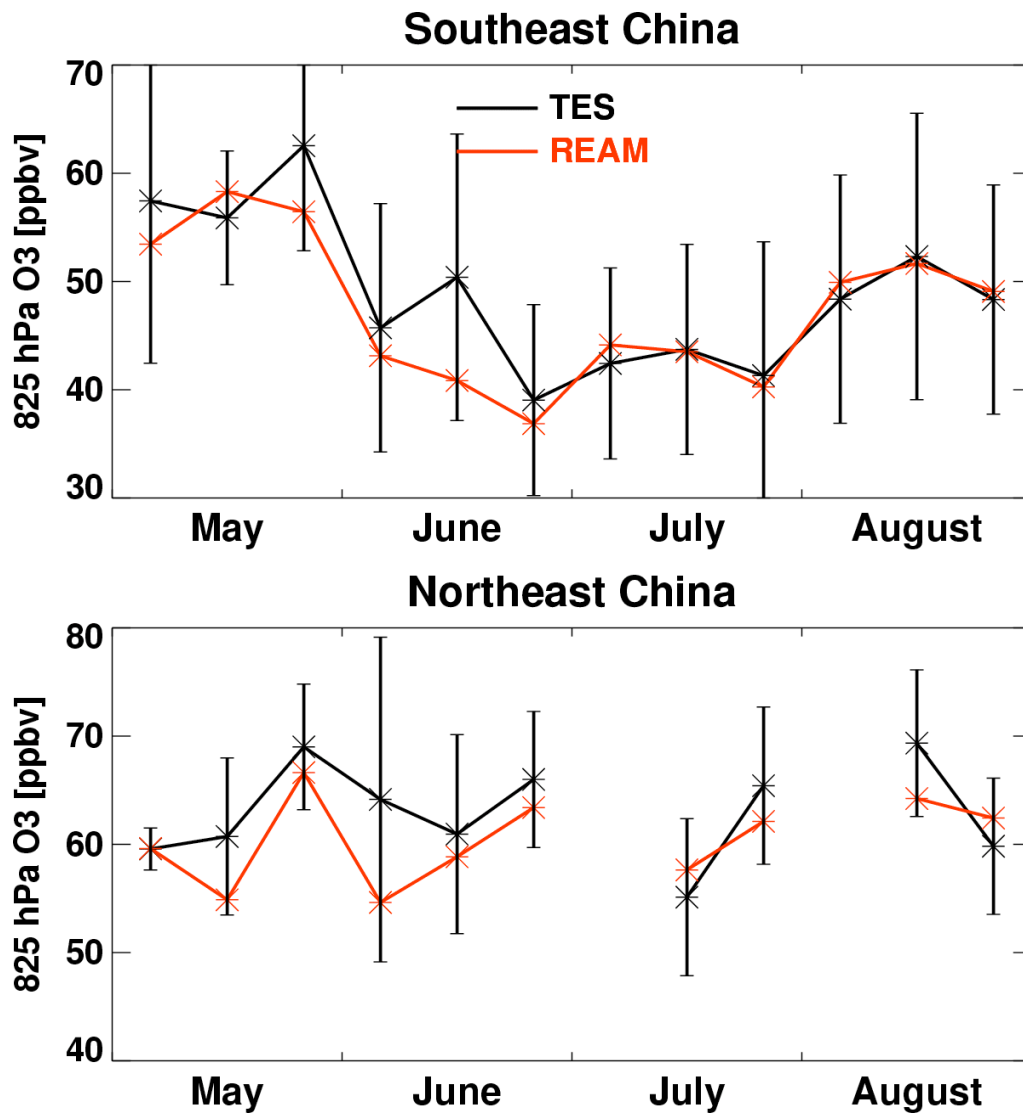 Southeast China
70
60
50
40
30
825 hPa O3 [ppbv]
TES
REAM
May June July August
Northeast China
80
70
60
50
40
825 hPa O3 [ppbv]
May June July August